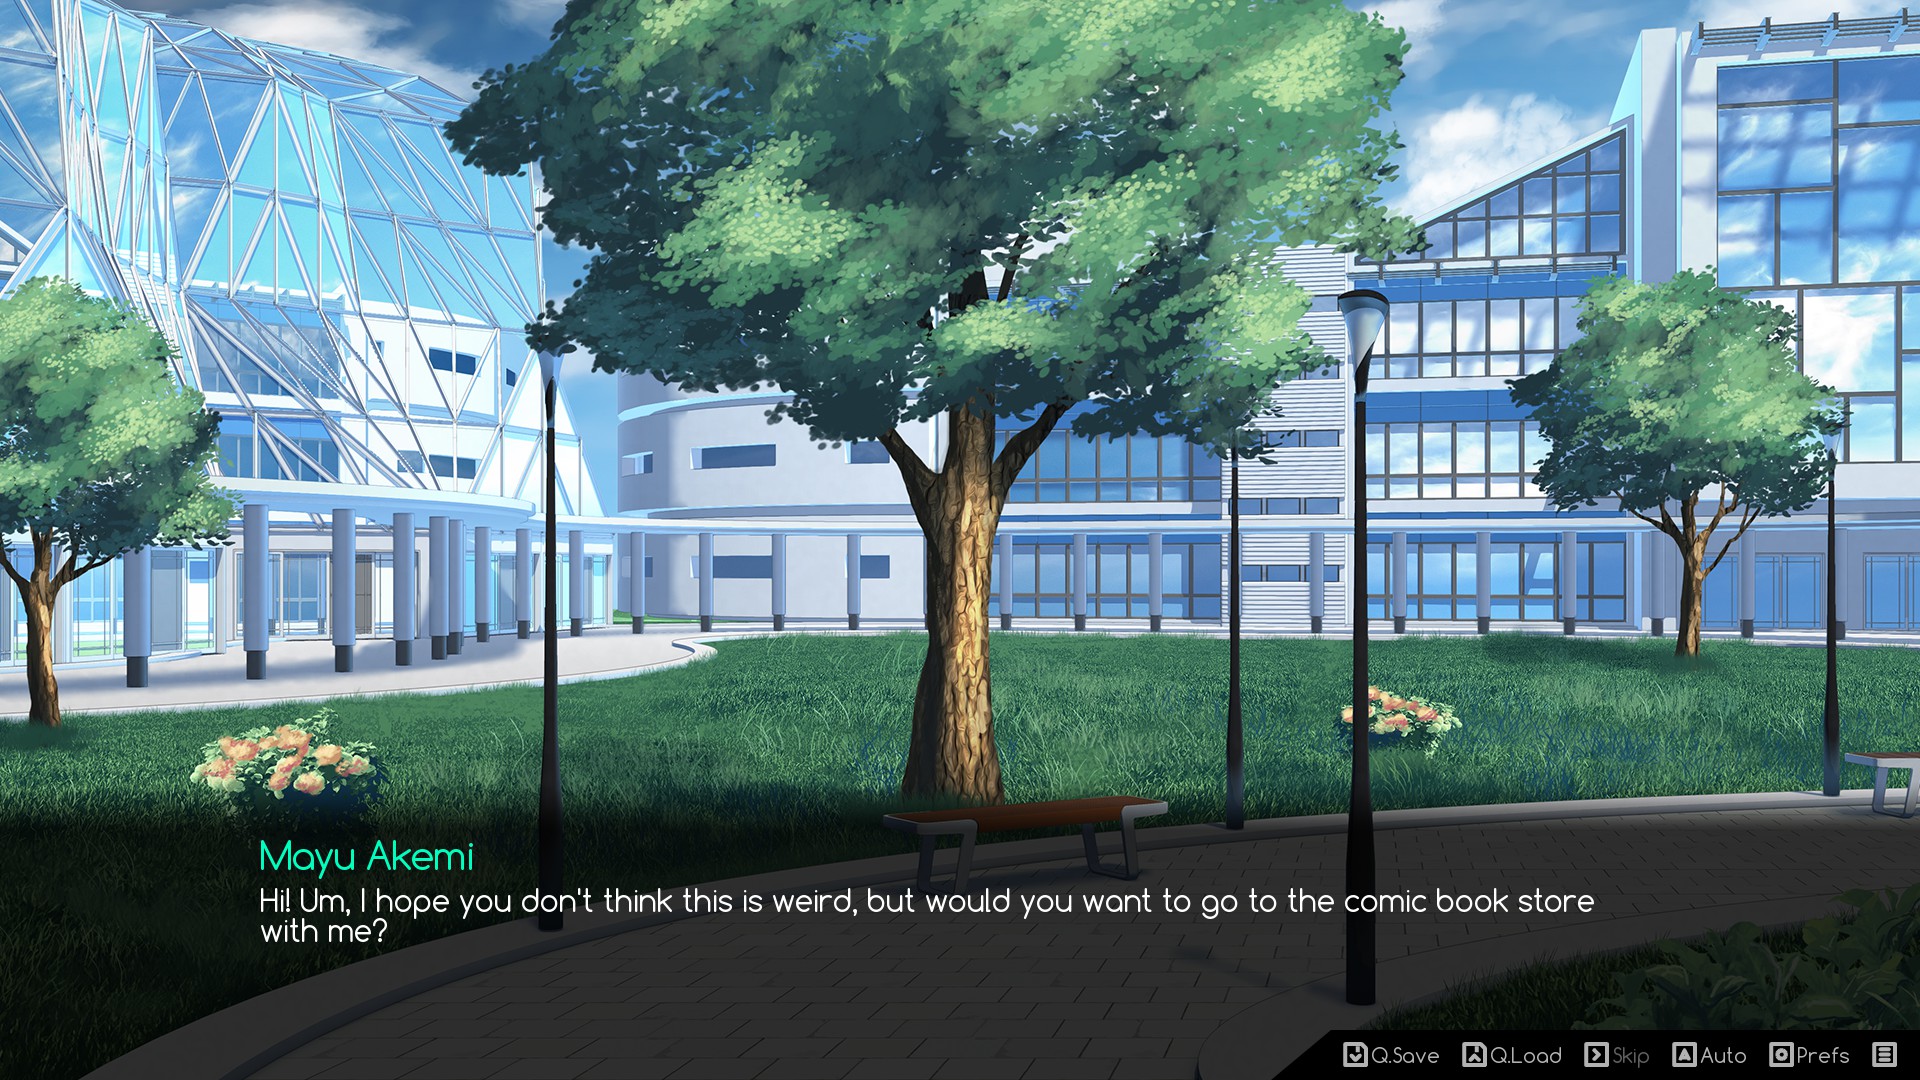 Mayu Akemi
Hi! Um, I hope you don't think this is weird, but would you want to go to the comic book store
with me?
Q.Save Q.Load Skip Auto Prefs